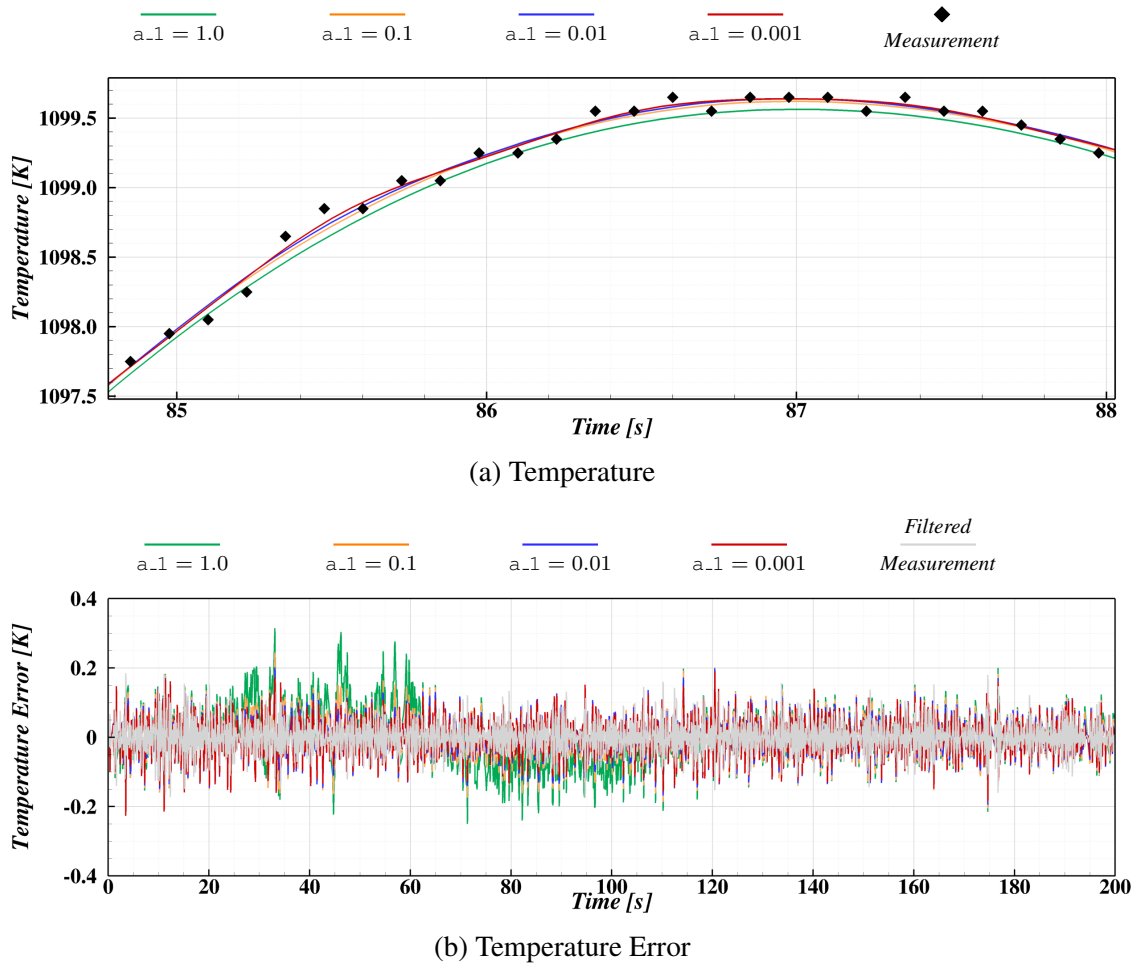 a_1 = 1.0 a_1 = 0.1 a_1 = 0.01 a_1 = 0.001 Measurement
Temperature [K]
1099.5
1099.0
1098.5
1098.0
1097.5
85 86 87 88
Time [s]
(a) Temperature
Filtered
a_1 = 1.0 a_1 = 0.1 a_1 = 0.01 a_1 = 0.001 Measurement
Temperature Error [K]
0.4
0.2
0
-0.2
-0.4
0 20 40 60 80 100 120 140 160 180 200
Time [s]
(b) Temperature Error